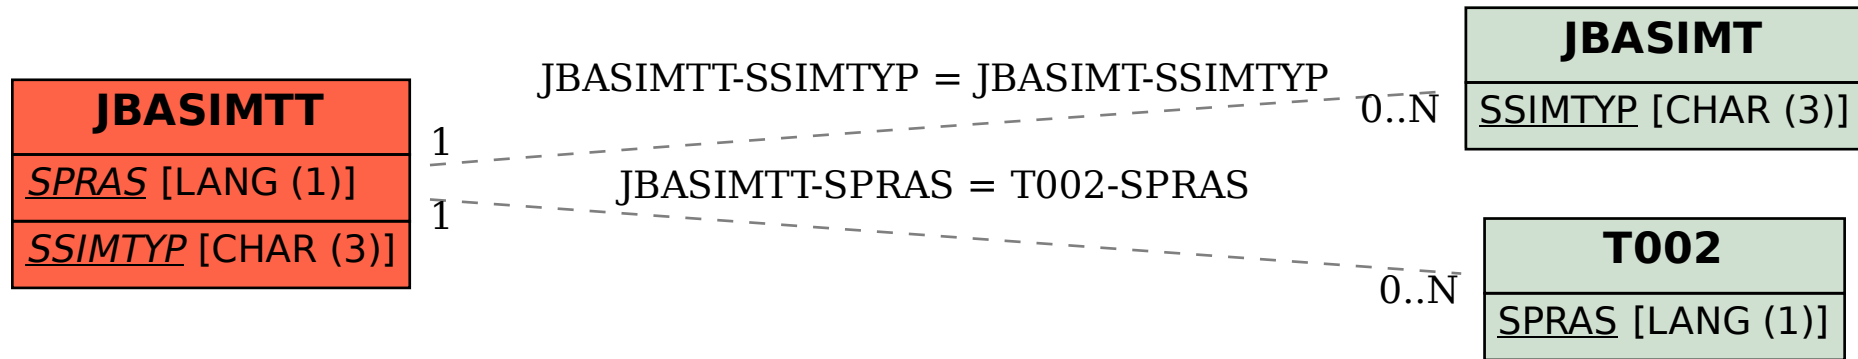 JBASIMTT
SPRAS [LANG (1)]
SSIMTYP [CHAR (3)]
JBASIMTT-SSIMTYP = JBASIMT-SSIMTYP
1
0..N
JBASIMTT-SPRAS = T002-SPRAS
1
0..N
JBASIMT
SSIMTYP [CHAR (3)]
T002
SPRAS [LANG (1)]